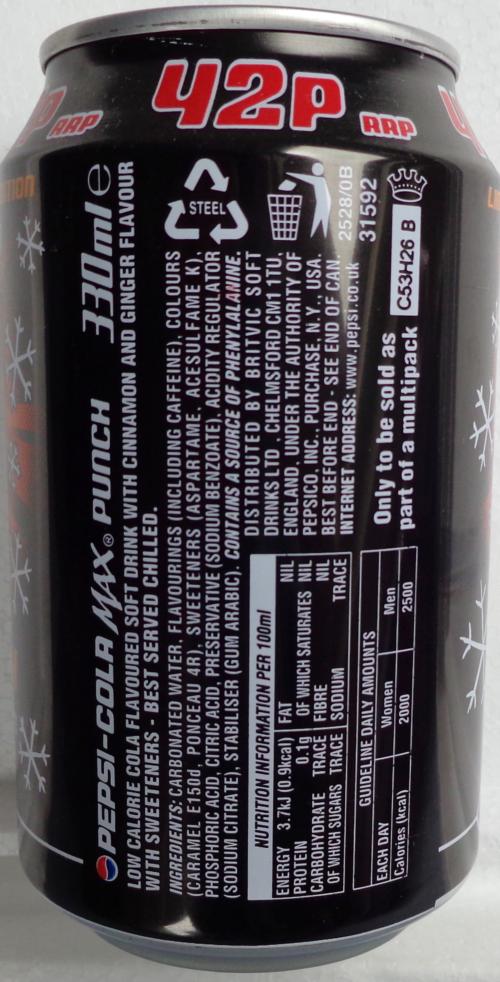 42p RRP
RRP
PEPSI-COLA MAX® PUNCH 330ml e
LOW CALORIE COLA FLAVOURED SOFT DRINK WITH CINNAMON AND GINGER FLAVOUR
WITH SWEETENERS - BEST SERVED CHILLED.
INGREDIENTS: CARBONATED WATER, FLAVOURINGS (INCLUDING CAFFEINE), COLOURS
(CARAMEL E150d, PONCEAU 4R), SWEETENERS (ASPARTAME, ACESULFAME K),
PHOSPHORIC ACID, CITRIC ACID, PRESERVATIVE (SODIUM BENZOATE), ACIDITY REGULATOR
(SODIUM CITRATE), STABILISER (GUM ARABIC). CONTAINS A SOURCE OF PHENYLALANINE.
NUTRITION INFORMATION PER 100ml
ENERGY 3.7kJ (0.9kcal)
PROTEIN 0.1g
CARBOHYDRATE TRACE
OF WHICH SUGARS TRACE
FAT NIL
OF WHICH SATURATES NIL
FIBRE NIL
SODIUM TRACE
GUIDELINE DAILY AMOUNTS
EACH DAY Women Men
Calories (kcal) 2000 2500
DISTRIBUTED BY BRITVIC SOFT
DRINKS LTD., CHELMSFORD CM1 1TU,
ENGLAND, UNDER THE AUTHORITY OF
PEPSICO, INC., PURCHASE, N.Y., USA.
BEST BEFORE END - SEE END OF CAN.
INTERNET ADDRESS: www.pepsi.co.uk
STEEL
2528/0B
31592
Only to be sold as
part of a multipack
C53H26 B